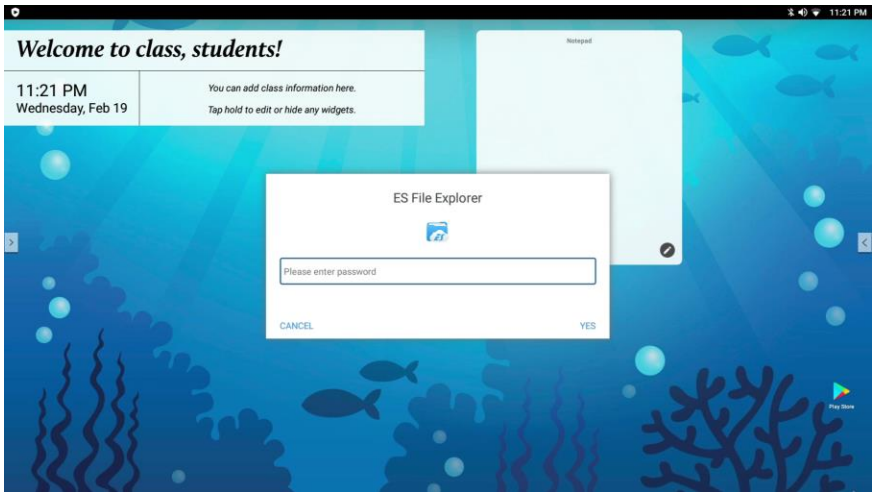 11:21 PM
Welcome to class, students!
11:21 PM
Wednesday, Feb 19
You can add class information here.
Tap hold to edit or hide any widgets.
Notepad
ES File Explorer
Please enter password
CANCEL
YES
Play Store